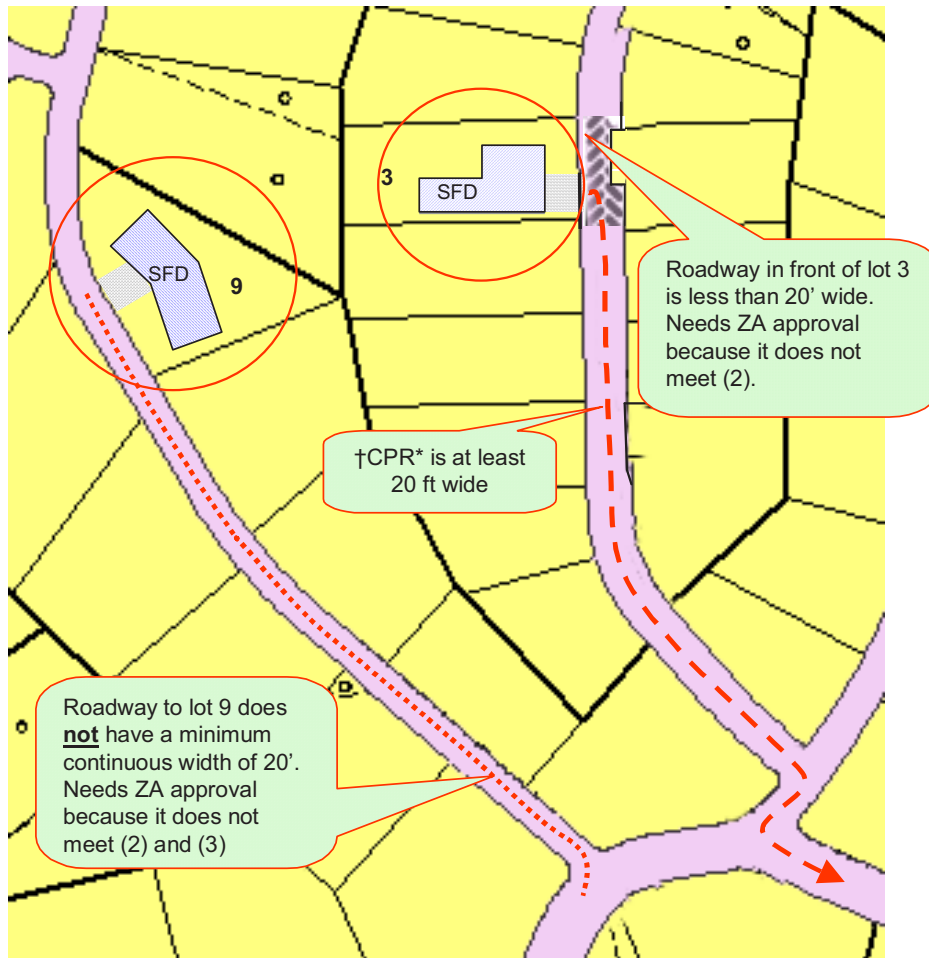 3
SFD
SFD
9
Roadway in front of lot 3
is less than 20’ wide.
Needs ZA approval
because it does not
meet (2).
†CPR* is at least
20 ft wide
Roadway to lot 9 does
not have a minimum
continuous width of 20’.
Needs ZA approval
because it does not
meet (2) and (3)